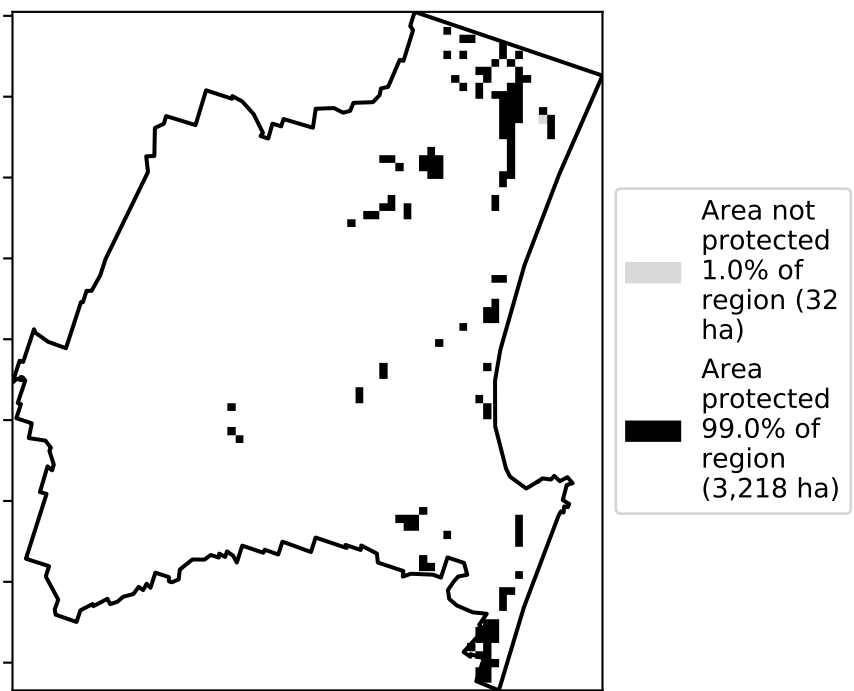 Area not
protected
1.0% of
region (32
ha)
Area
protected
99.0% of
region
(3,218 ha)